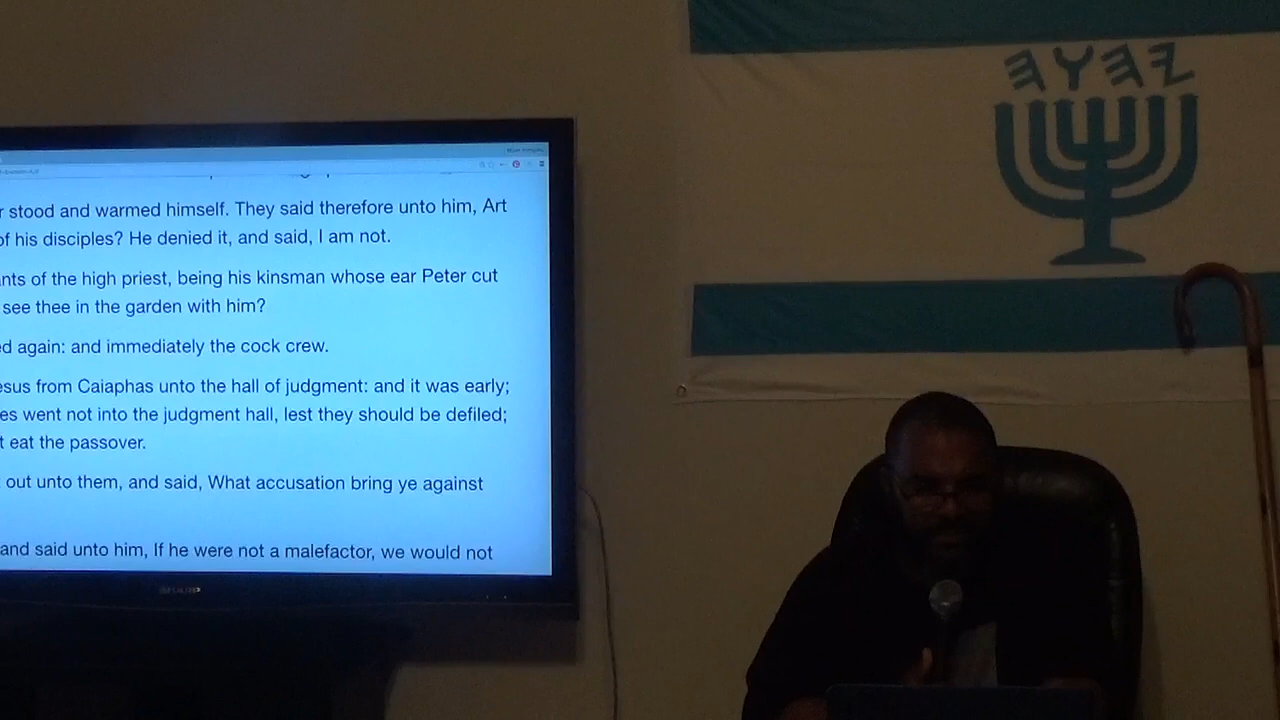 𐤉𐤄𐤅𐤄
r stood and warmed himself. They said therefore unto him, Art
of his disciples? He denied it, and said, I am not.
ants of the high priest, being his kinsman whose ear Peter cut
see thee in the garden with him?
ed again: and immediately the cock crew.
esus from Caiaphas unto the hall of judgment: and it was early;
es went not into the judgment hall, lest they should be defiled;
t eat the passover.
out unto them, and said, What accusation bring ye against
and said unto him, If he were not a malefactor, we would not
SHARP